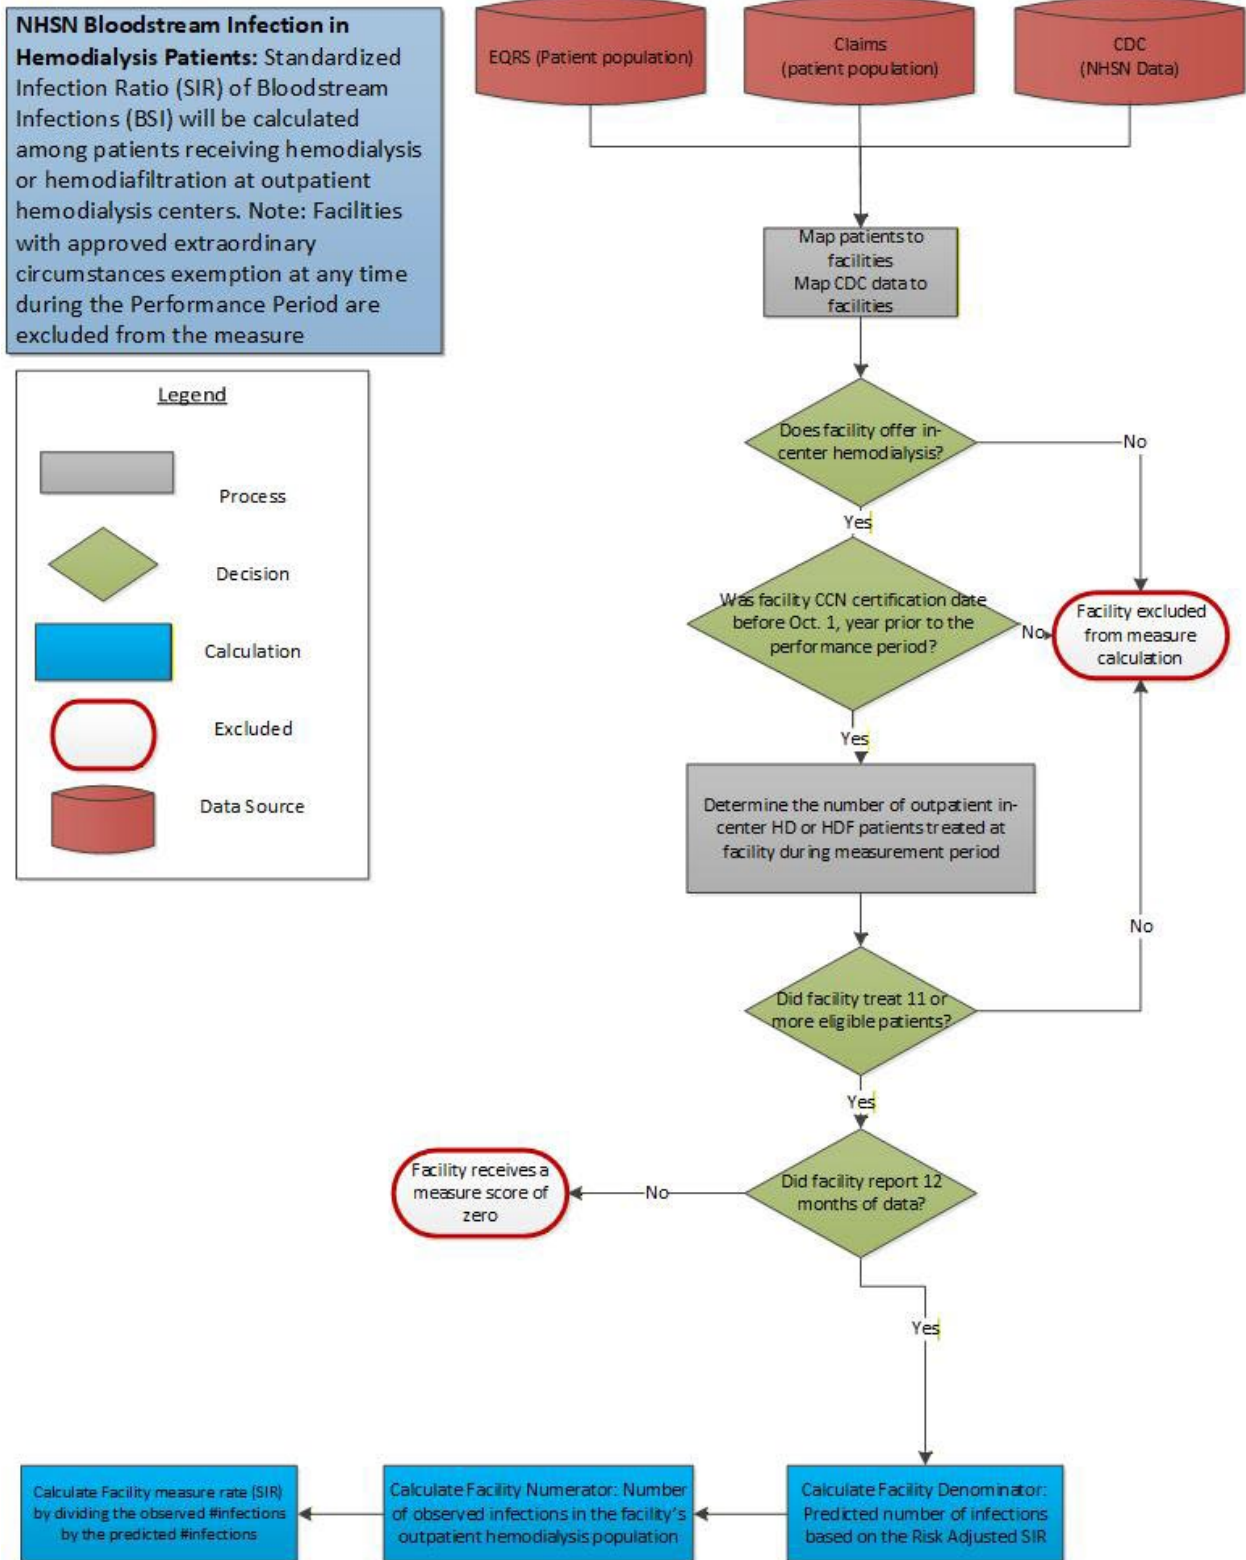 NHSN Bloodstream Infection in
Hemodialysis Patients: Standardized
Infection Ratio (SIR) of Bloodstream
Infections (BSI) will be calculated
among patients receiving hemodialysis
or hemodiafiltration at outpatient
hemodialysis centers. Note: Facilities
with approved extraordinary
circumstances exemption at any time
during the Performance Period are
excluded from the measure
Legend
Process
Decision
Calculation
Excluded
Data Source
EQRS (Patient population)
Claims
(patient population)
CDC
(NHSN Data)
Map patients to
facilities
Map CDC data to
facilities
Does facility offer in-
center hemodialysis?
No
Yes
Was facility CCN certification date
before Oct. 1, year prior to the
performance period?
No
Facility excluded
from measure
calculation
Yes
Determine the number of outpatient in-
center HD or HDF patients treated at
facility during measurement period
No
Did facility treat 11 or
more eligible patients?
Yes
Did facility report 12
months of data?
No
Facility receives a
measure score of
zero
Yes
Calculate Facility Denominator:
Predicted number of infections
based on the Risk Adjusted SIR
Calculate Facility Numerator: Number
of observed infections in the facility's
outpatient hemodialysis population
Calculate Facility measure rate (SIR)
by dividing the observed #infections
by the predicted #infections